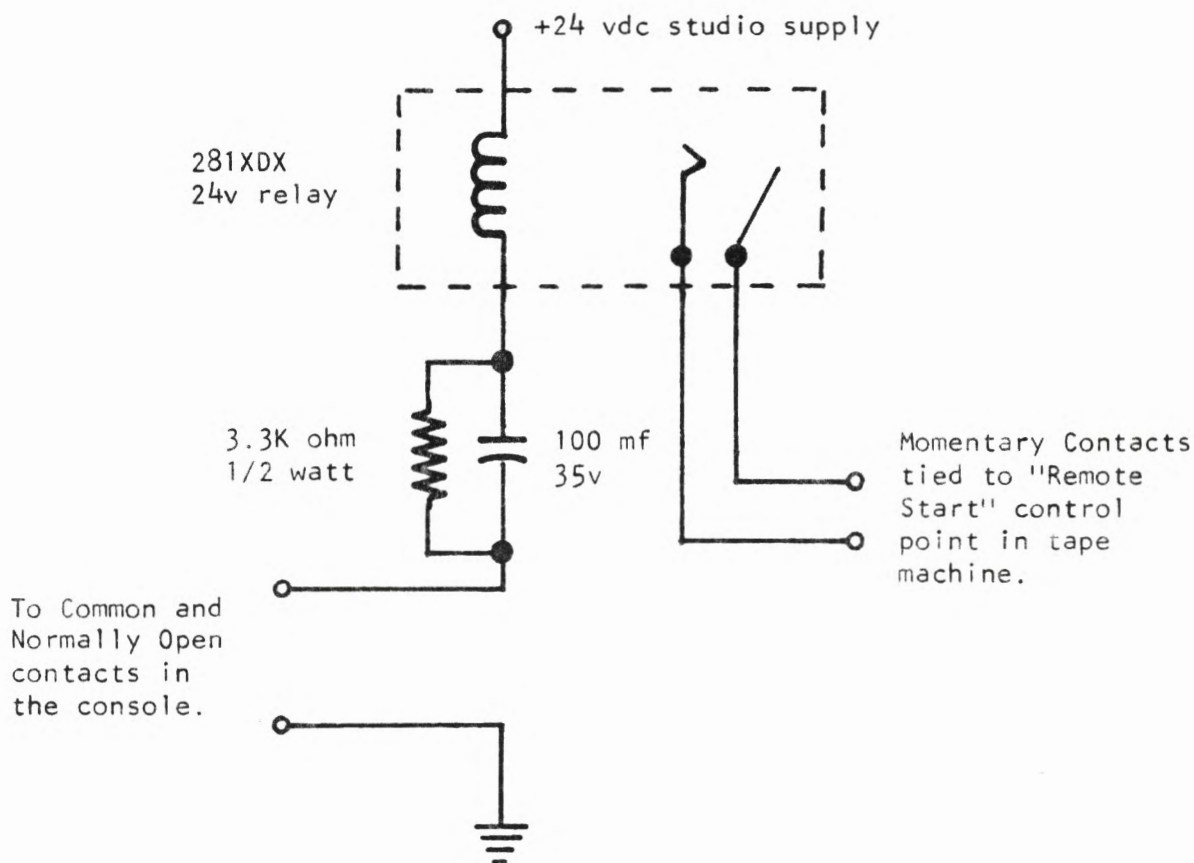 +24 vdc studio supply
281XDX
24v relay
3.3K ohm
1/2 watt
100 mf
35v
Momentary Contacts
tied to "Remote
Start" control
point in tape
machine.
To Common and
Normally Open
contacts in
the console.